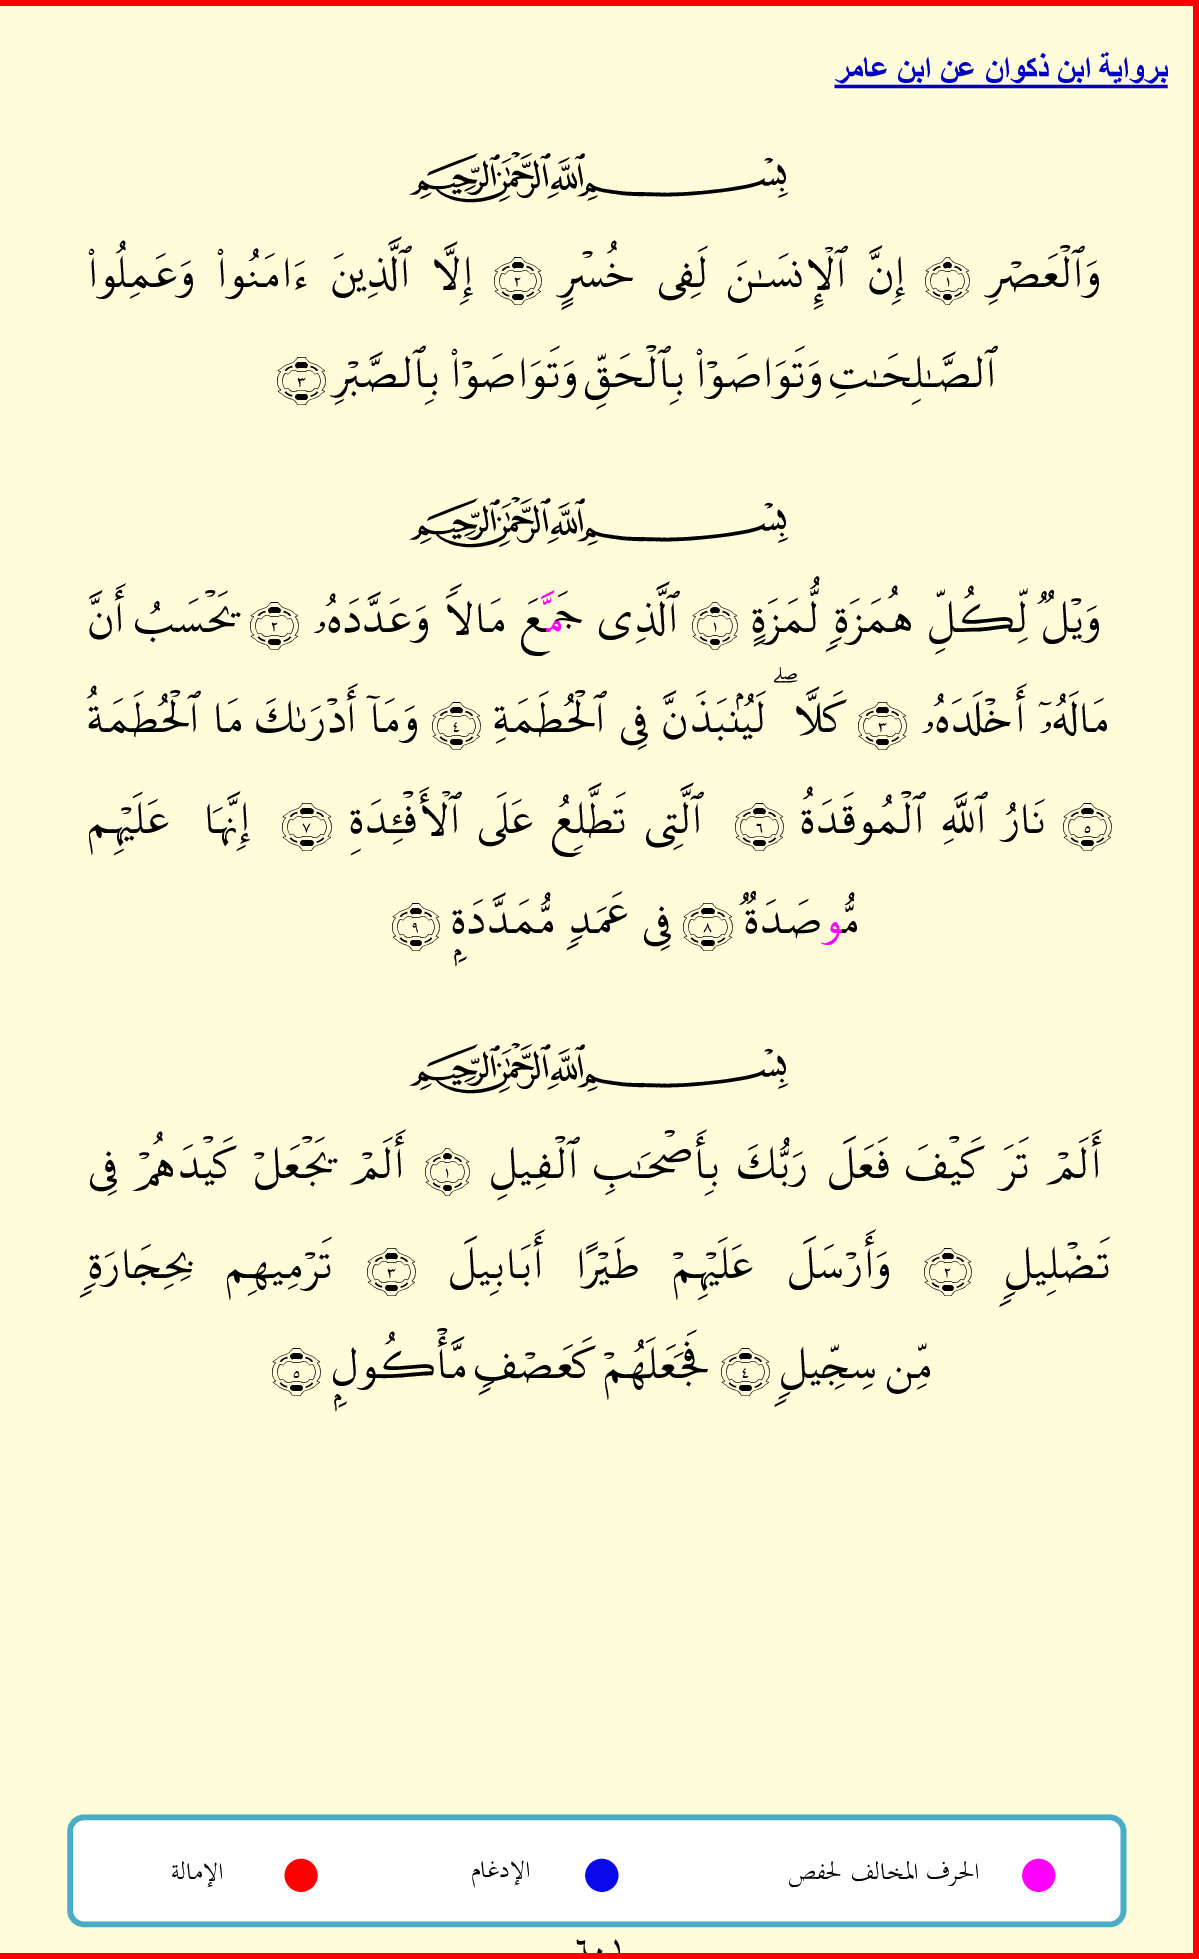 برواية ابن ذكوان عن ابن عامر
بِسْمِ ٱللَّهِ ٱلرَّحْمَٰنِ ٱلرَّحِيمِ
وَٱلْعَصْرِ ١ إِنَّ ٱلْإِنسَـٰنَ لَفِى خُسْرٍ ٢ إِلَّا ٱلَّذِينَ ءَامَنُوا۟ وَعَمِلُوا۟
ٱلصَّـٰلِحَـٰتِ وَتَوَاصَوْا۟ بِٱلْحَقِّ وَتَوَاصَوْا۟ بِٱلصَّبْرِ ٣
بِسْمِ ٱللَّهِ ٱلرَّحْمَٰنِ ٱلرَّحِيمِ
وَيْلٌ لِّكُلِّ هُمَزَةٍ لُّمَزَةٍ ١ ٱلَّذِى جَمَّعَ مَالاً وَعَدَّدَهُۥ ٢ يَحْسَبُ أَنَّ
مَالَهُۥٓ أَخْلَدَهُۥ ٣ كَلَّا ۖ لَيُنۢبَذَنَّ فِى ٱلْحُطَمَةِ ٤ وَمَآ أَدْرَىٰكَ مَا ٱلْحُطَمَةُ
٥ نَارُ ٱللَّهِ ٱلْمُوقَدَةُ ٦ ٱلَّتِى تَطَّلِعُ عَلَى ٱلْأَفْـِٔدَةِ ٧ إِنَّهَا عَلَيْهِم
مُّوصَدَةٌ ٨ فِى عَمَدٍ مُّمَدَّدَةٍۭ ٩
بِسْمِ ٱللَّهِ ٱلرَّحْمَٰنِ ٱلرَّحِيمِ
أَلَمْ تَرَ كَيْفَ فَعَلَ رَبُّكَ بِأَصْحَـٰبِ ٱلْفِيلِ ١ أَلَمْ يَجْعَلْ كَيْدَهُمْ فِى
تَضْلِيلٍ ٢ وَأَرْسَلَ عَلَيْهِمْ طَيْرًا أَبَابِيلَ ٣ تَرْمِيهِم بِحِجَارَةٍ
مِّن سِجِّيلٍ ٤ فَجَعَلَهُمْ كَعَصْفٍ مَّأْكُولٍۭ ٥
الحرف المخالف لحفص الإدغام الإمالة
٦٠١